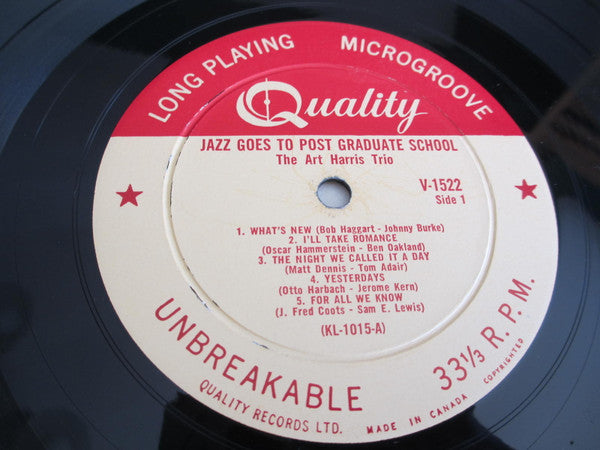 LONG PLAYING MICROGROOVE
Quality
JAZZ GOES TO POST GRADUATE SCHOOL
The Art Harris Trio
V-1522
Side 1
1. WHAT'S NEW (Bob Haggart - Johnny Burke)
2. I'LL TAKE ROMANCE
(Oscar Hammerstein - Ben Oakland)
3. THE NIGHT WE CALLED IT A DAY
(Matt Dennis - Tom Adair)
4. YESTERDAYS
(Otto Harbach - Jerome Kern)
5. FOR ALL WE KNOW
(J. Fred Coots - Sam E. Lewis)
(KL-1015-A)
UNBREAKABLE 33⅓ R.P.M.
QUALITY RECORDS LTD. MADE IN CANADA COPYRIGHTED